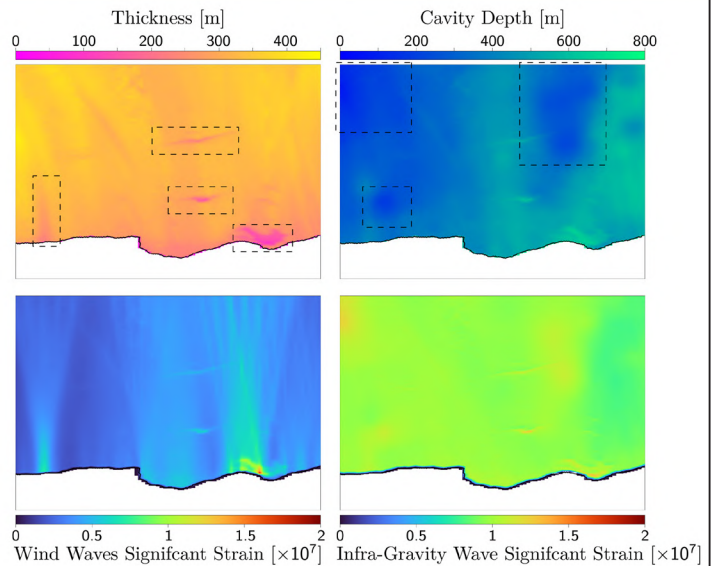 Thickness [m]
0 100 200 300 400
Cavity Depth [m]
0 200 400 600 800
0 0.5 1 1.5 2
Wind Waves Signifcant Strain [×10⁷]
0 0.5 1 1.5 2
Infra-Gravity Wave Signifcant Strain [×10⁷]